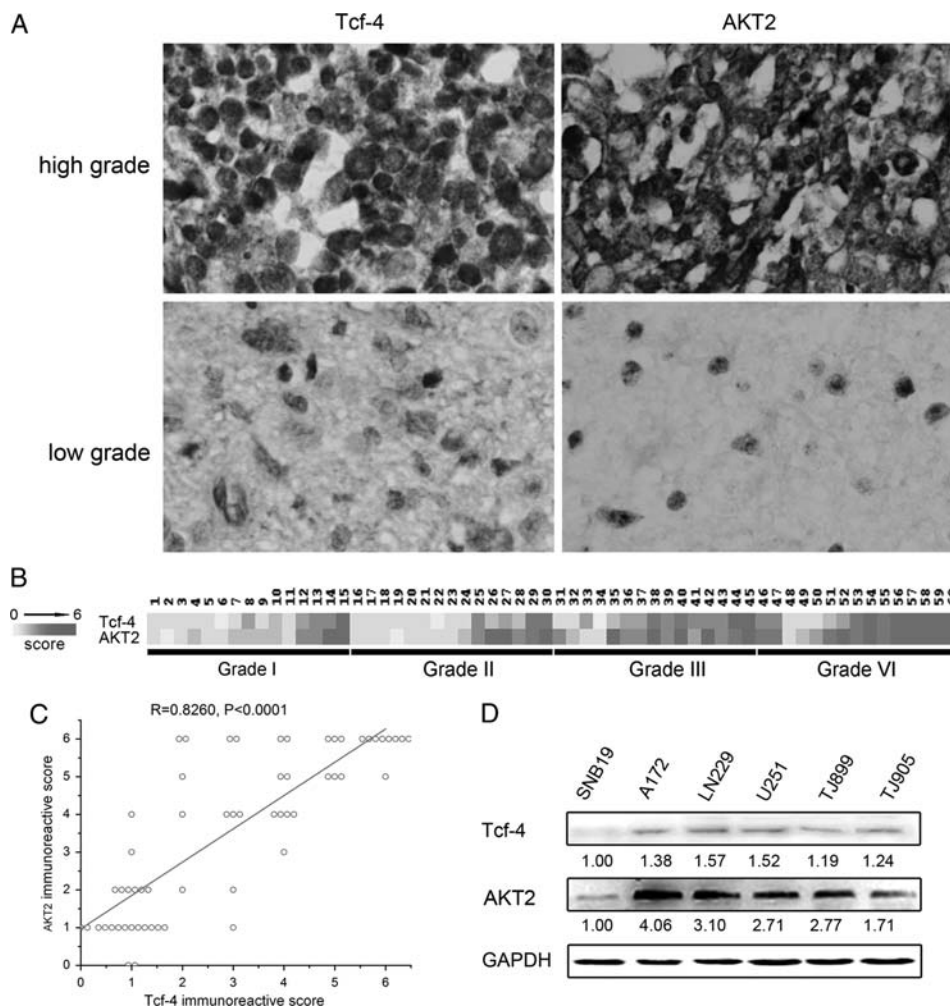 A
Tcf-4 AKT2
high grade
low grade
B
0 6
score
1 2 3 4 5 6 7 8 9 10 11 12 13 14 15 16 17 18 19 20 21 22 23 24 25 26 27 28 29 30 31 32 33 34 35 36 37 38 39 40 41 42 43 44 45 46 47 48 49 50 51 52 53 54 55 56 57 58 59
Tcf-4
AKT2
Grade I Grade II Grade III Grade VI
C
R=0.8260, P<0.0001
AKT2 immunoreactive score
6
5
4
3
2
1
0
0 1 2 3 4 5 6
Tcf-4 immunoreactive score
D
SNB19 A172 LN229 U251 TJ899 TJ905
Tcf-4
1.00 1.38 1.57 1.52 1.19 1.24
AKT2
1.00 4.06 3.10 2.71 2.77 1.71
GAPDH